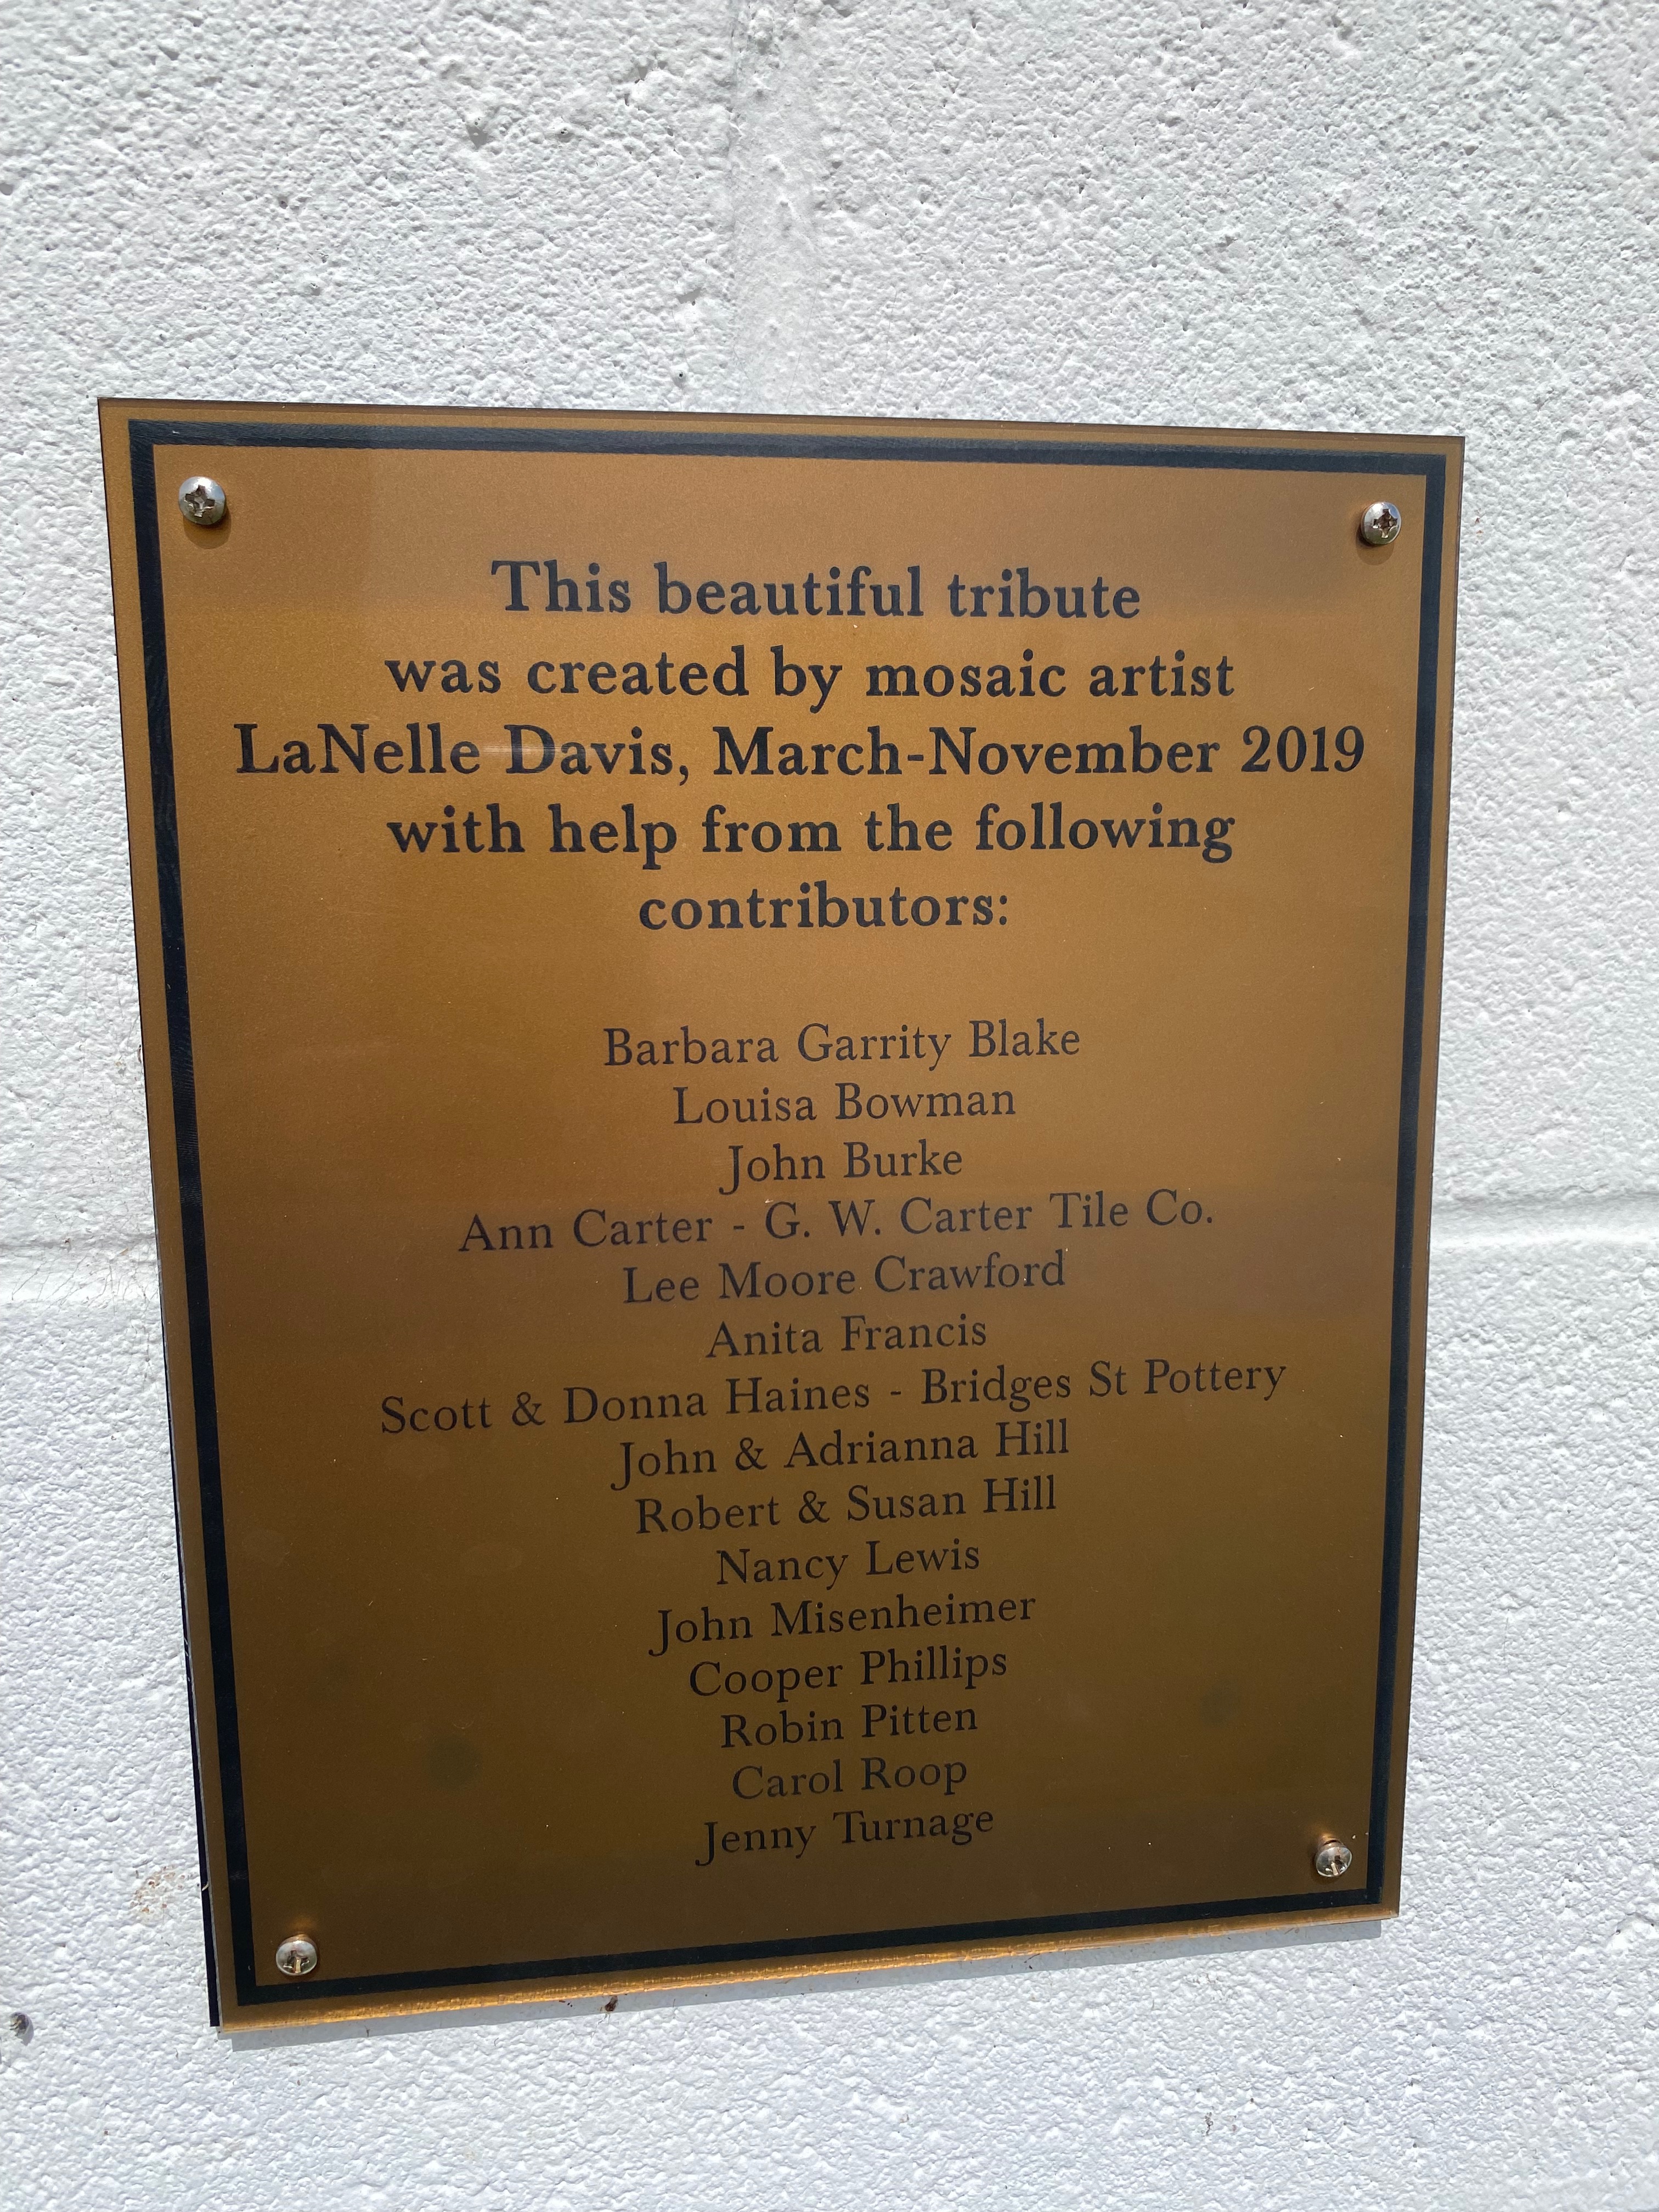 This beautiful tribute
was created by mosaic artist
LaNelle Davis, March-November 2019
with help from the following
contributors:
Barbara Garrity Blake
Louisa Bowman
John Burke
Ann Carter - G. W. Carter Tile Co.
Lee Moore Crawford
Anita Francis
Scott & Donna Haines - Bridges St Pottery
John & Adrianna Hill
Robert & Susan Hill
Nancy Lewis
John Misenheimer
Cooper Phillips
Robin Pitten
Carol Roop
Jenny Turnage